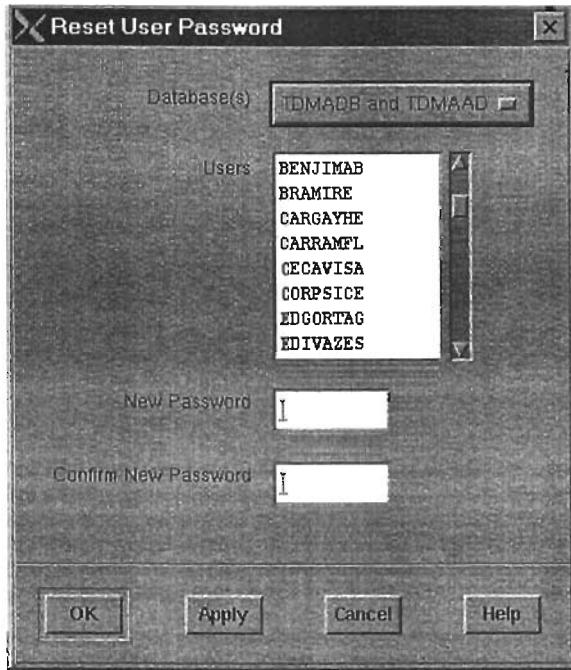 Reset User Password
Database(s) TDMADB and TDMAAD
Users
BENJIMAB
BRAMIRE
CARGAYHE
CARRAMFL
CECAVISA
CORPSICE
EDGORTAG
EDIVAZES
New Password
Confirm New Password
OK Apply Cancel Help